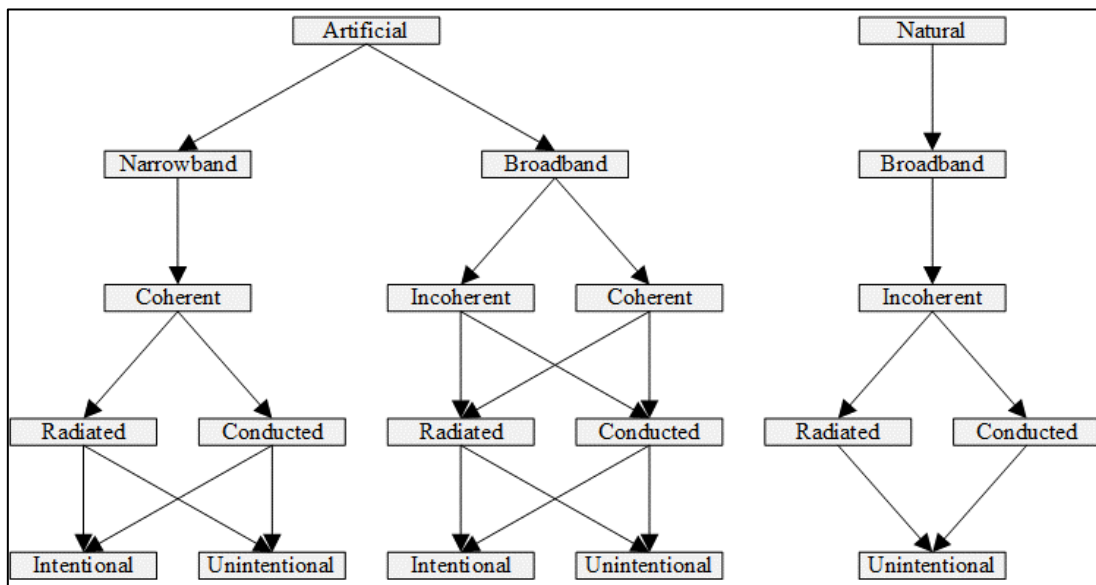 Artificial
Natural
Narrowband
Broadband
Broadband
Coherent
Incoherent
Coherent
Incoherent
Radiated
Conducted
Radiated
Conducted
Radiated
Conducted
Intentional
Unintentional
Intentional
Unintentional
Unintentional